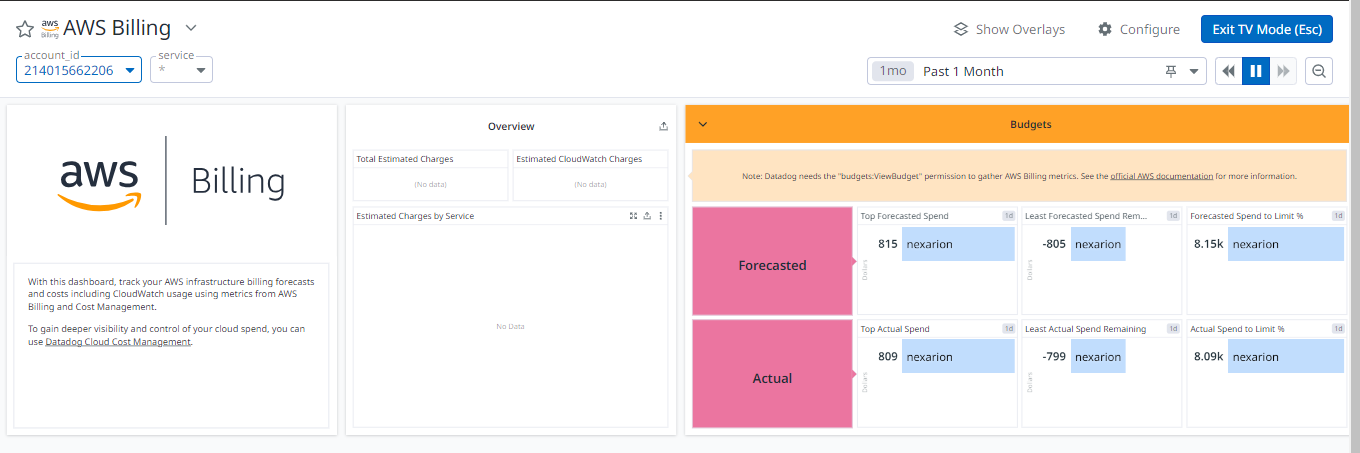 aws
Billing
AWS Billing
Show Overlays
Configure
Exit TV Mode (Esc)
account_id
214015662206
service
*
1mo
Past 1 Month
aws
Billing
With this dashboard, track your AWS infrastructure billing forecasts
and costs including CloudWatch usage using metrics from AWS
Billing and Cost Management.
To gain deeper visibility and control of your cloud spend, you can
use Datadog Cloud Cost Management.
Overview
Total Estimated Charges
(No data)
Estimated CloudWatch Charges
(No data)
Estimated Charges by Service
No Data
Budgets
Note: Datadog needs the "budgets:ViewBudget" permission to gather AWS Billing metrics. See the official AWS documentation for more information.
Forecasted
Top Forecasted Spend
1d
815 nexarion
Dollars
Least Forecasted Spend Rem...
1d
-805 nexarion
Dollars
Forecasted Spend to Limit %
1d
8.15k nexarion
Actual
Top Actual Spend
1d
809 nexarion
Dollars
Least Actual Spend Remaining
1d
-799 nexarion
Dollars
Actual Spend to Limit %
1d
8.09k nexarion